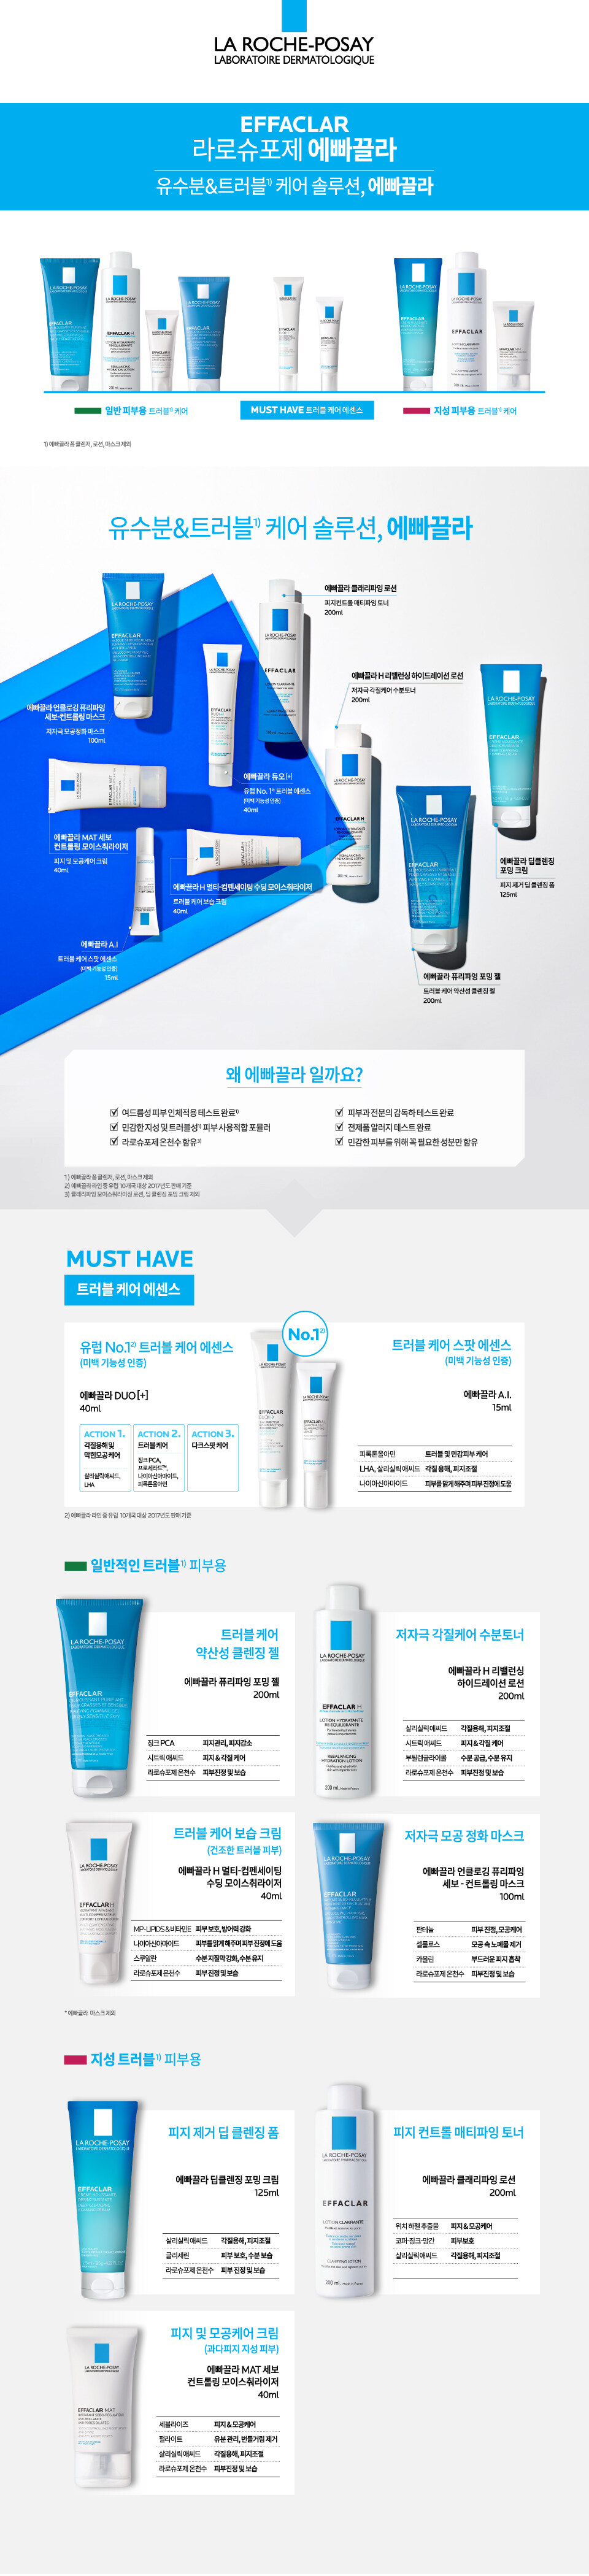 LA ROCHE-POSAY
LABORATOIRE DERMATOLOGIQUE
EFFACLAR
라로슈포제 에빠끌라
유수분&트러블1) 케어 솔루션, 에빠끌라
일반 피부용 트러블1) 케어
MUST HAVE 트러블 케어 에센스
지성 피부용 트러블1) 케어
1) 에빠끌라 폼 클렌저, 로션, 마스크 제외
유수분&트러블1) 케어 솔루션, 에빠끌라
에빠끌라 클래리파잉 로션
피지컨트롤 매티파잉 토너
200ml
에빠끌라 H 리밸런싱 하이드레이션 로션
저자극 각질케어 수분토너
200ml
에빠끌라 언클로깅 퓨리파잉
세보-컨트롤링 마스크
저자극 모공정화 마스크
100ml
에빠끌라 듀오[+]
유럽 No. 1 트러블 에센스
(미백 기능성 인증)
40ml
에빠끌라 MAT 세보
컨트롤링 모이스춰라이저
피지 및 모공케어 크림
40ml
에빠끌라 H 멀티-컴펜세이팅 수딩 모이스춰라이저
트러블 케어 보습 크림
40ml
에빠끌라 딥클렌징
포밍 크림
피지 제거 딥 클렌징 폼
125ml
에빠끌라 A.I
트러블 케어 스팟 에센스
(미백 기능성 인증)
15ml
에빠끌라 퓨리파잉 포밍 젤
트러블 케어 약산성 클렌징 젤
200ml
왜 에빠끌라 일까요?
여드름성 피부 인체적용 테스트 완료1)
민감한 지성 및 트러블성1) 피부 사용적합 포뮬러
라로슈포제 온천수 함유3)
피부과 전문의 감독하 테스트 완료
전제품 알러지 테스트 완료
민감한 피부를 위해 꼭 필요한 성분만 함유
1) 에빠끌라 폼 클렌저, 로션, 마스크 제외
2) 에빠끌라 라인 중 유럽 10개국 대상 2017년도 판매 기준
3) 클래리파잉 모이스춰라이징 로션, 딥 클렌징 포밍 크림 제외
MUST HAVE
트러블 케어 에센스
유럽 No.12) 트러블 케어 에센스
(미백 기능성 인증)
에빠끌라 DUO[+]
40ml
ACTION 1.
각질용해 및
막힌모공 케어
살리실릭애씨드,
LHA
ACTION 2.
트러블 케어
징크PCA,
프로세라드™,
나이아신아마이드,
피록톤올아민
ACTION 3.
다크스팟 케어
No.12)
트러블 케어 스팟 에센스
(미백 기능성 인증)
에빠끌라 A.I.
15ml
피록톤올아민 트러블 및 민감피부 케어
LHA, 살리실릭애씨드 각질 용해, 피지조절
나이아신아마이드 피부를 맑게 해주며 피부 진정에 도움
2) 에빠끌라 라인 중 유럽 10개국 대상 2017년도 판매 기준
일반적인 트러블1) 피부용
트러블 케어
약산성 클렌징 젤
에빠끌라 퓨리파잉 포밍 젤
200ml
징크 PCA 피지관리, 피지감소
시트릭 애씨드 피지 & 각질 케어
라로슈포제 온천수 피부진정 및 보습
저자극 각질케어 수분토너
에빠끌라 H 리밸런싱
하이드레이션 로션
200ml
살리실릭애씨드 각질용해, 피지조절
시트릭 애씨드 피지 & 각질 케어
부틸렌글라이콜 수분 공급, 수분 유지
라로슈포제 온천수 피부진정 및 보습
트러블 케어 보습 크림
(건조한 트러블 피부)
에빠끌라 H 멀티-컴펜세이팅
수딩 모이스춰라이저
40ml
MP-LIPIDS & 비타민E 피부 보호, 방어력 강화
나이아신아마이드 피부를 맑게 해주며 피부 진정에 도움
스쿠알란 수분 지질막 강화, 수분 유지
라로슈포제 온천수 피부 진정 및 보습
저자극 모공 정화 마스크
에빠끌라 언클로깅 퓨리파잉
세보 - 컨트롤링 마스크
100ml
판테놀 피부 진정, 모공케어
셀룰로스 모공 속 노폐물 제거
카올린 부드러운 피지 흡착
라로슈포제 온천수 피부진정 및 보습
* 에빠끌라 마스크 제외
지성 트러블1) 피부용
피지 제거 딥 클렌징 폼
에빠끌라 딥클렌징 포밍 크림
125ml
살리실릭 애씨드 각질용해, 피지조절
글리세린 피부 보호, 수분 보습
라로슈포제 온천수 피부 진정 및 보습
피지 컨트롤 매티파잉 토너
에빠끌라 클래리파잉 로션
200ml
위치 하젤 추출물 피지 & 모공케어
코퍼-징크-망간 피부보호
살리실릭 애씨드 각질용해, 피지조절
피지 및 모공케어 크림
(과다피지 지성 피부)
에빠끌라 MAT 세보
컨트롤링 모이스춰라이저
40ml
세뷸라이즈 피지 & 모공케어
펄라이트 유분 관리, 번들거림 제거
살리실릭 애씨드 각질용해, 피지조절
라로슈포제 온천수 피부진정 및 보습